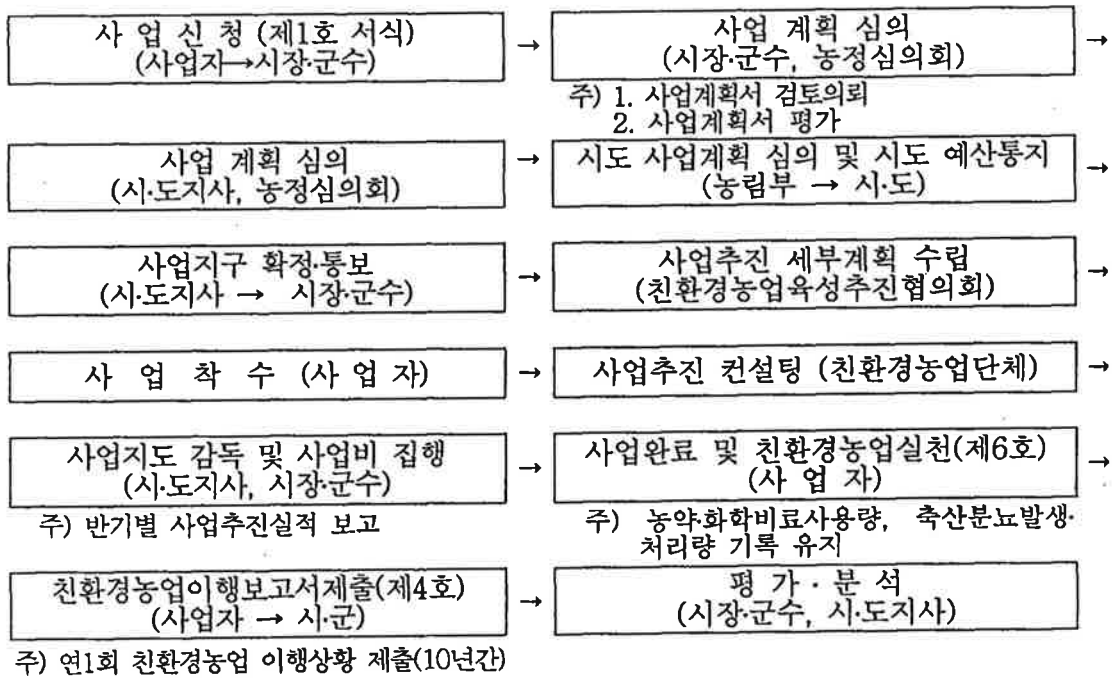 사 업 신 청 (제1호 서식)
(사업자→시장·군수)
→
사업 계획 심의
(시장·군수, 농정심의회)
→
주) 1. 사업계획서 검토의뢰
2. 사업계획서 평가
사업 계획 심의
(시·도지사, 농정심의회)
→
시도 사업계획 심의 및 시도 예산통지
(농림부 → 시·도)
→
사업지구 확정·통보
(시·도지사 → 시장·군수)
→
사업추진 세부계획 수립
(친환경농업육성추진협의회)
→
사 업 착 수 (사 업 자)
→
사업추진 컨설팅 (친환경농업단체)
→
사업지도 감독 및 사업비 집행
(시·도지사, 시장·군수)
→
주) 반기별 사업추진실적 보고
사업완료 및 친환경농업실천(제6호)
(사 업 자)
→
주) 농약·화학비료사용량, 축산분뇨발생·
처리량 기록 유지
친환경농업이행보고서제출(제4호)
(사업자 → 시·군)
→
주) 연1회 친환경농업 이행상황 제출(10년간)
평 가 · 분 석
(시장·군수, 시·도지사)